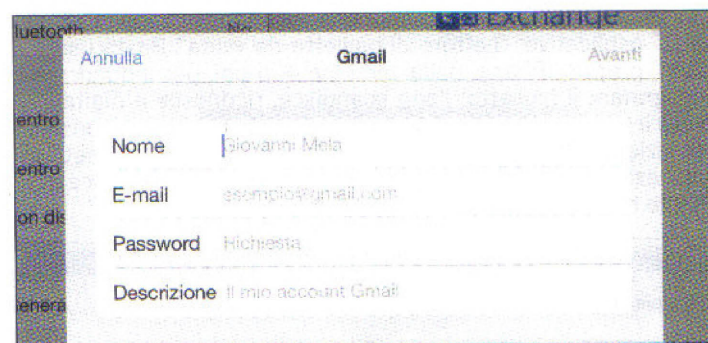 luetooth No Exchange
Annulla Gmail Avanti
entro
Nome Giovanni Mela
entro
E-mail esempio@gmail.com
on dis
Password Richiesta
Descrizione Il mio account Gmail
enera